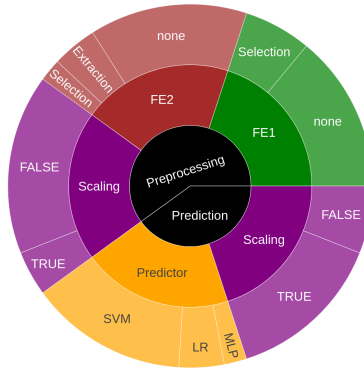 none
Selection
Extraction
Selection
FE2
FE1
none
FALSE
Scaling
Preprocessing
Prediction
Scaling
FALSE
TRUE
Predictor
TRUE
SVM
LR
MLP